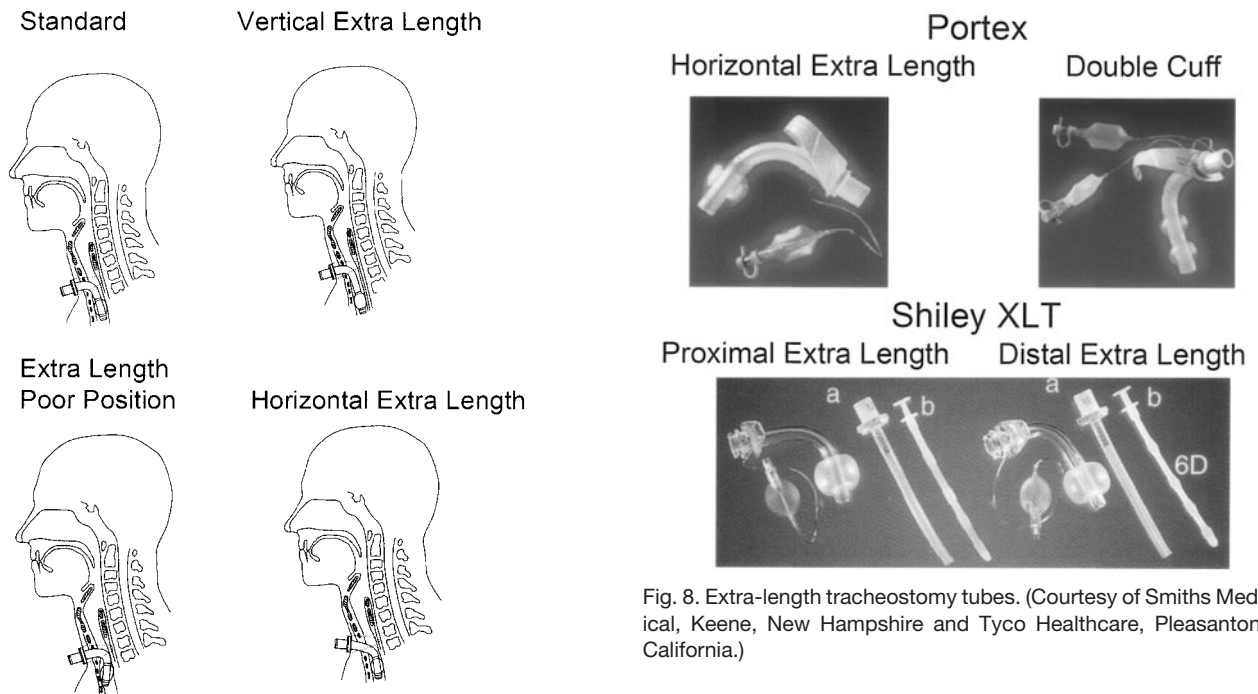 Standard
Vertical Extra Length
Extra Length
Poor Position
Horizontal Extra Length
Portex
Horizontal Extra Length
Double Cuff
Shiley XLT
Proximal Extra Length
Distal Extra Length
a
b
a
b
6D
Fig. 8. Extra-length tracheostomy tubes. (Courtesy of Smiths Med
ical, Keene, New Hampshire and Tyco Healthcare, Pleasanton
California.)